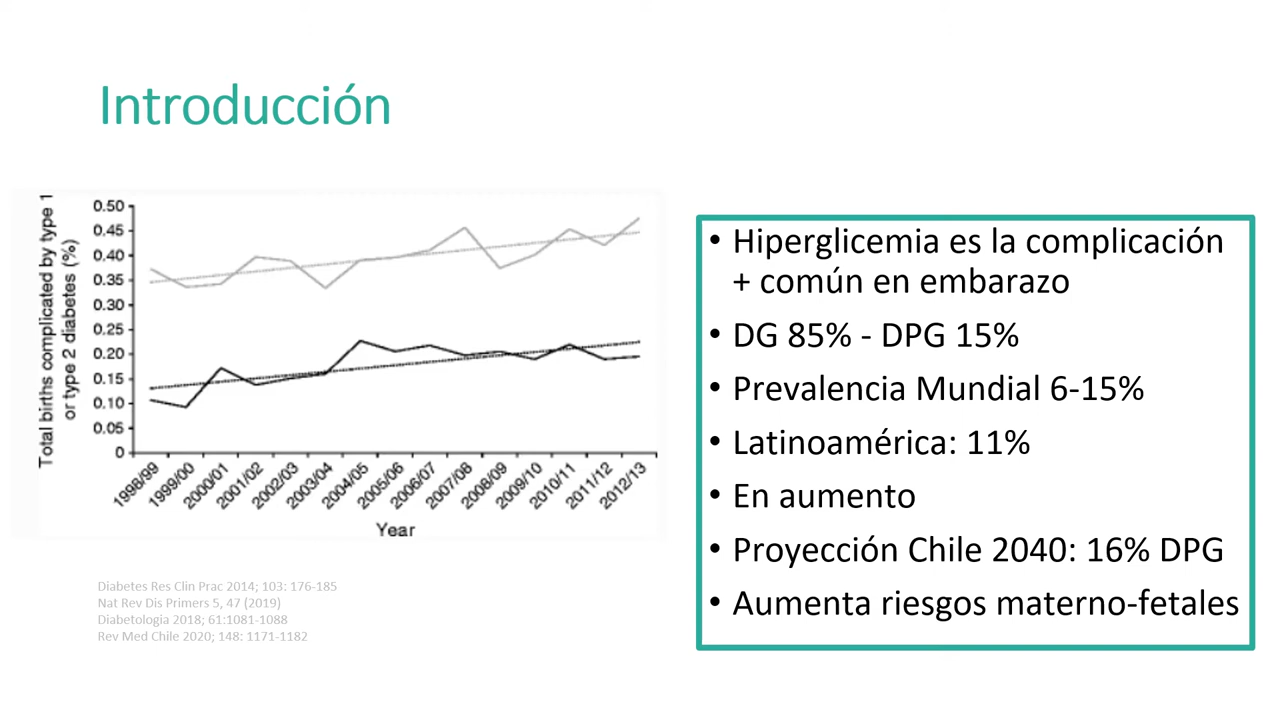 Introducción
Total births complicated by type 1
or type 2 diabetes (%)
0.50
0.45
0.40
0.35
0.30
0.25
0.20
0.15
0.10
0.05
0
1998/99
1999/00
2000/01
2001/02
2002/03
2003/04
2004/05
2005/06
2006/07
2007/08
2008/09
2009/10
2010/11
2011/12
2012/13
Year
• Hiperglicemia es la complicación
+ común en embarazo
• DG 85% - DPG 15%
• Prevalencia Mundial 6-15%
• Latinoamérica: 11%
• En aumento
• Proyección Chile 2040: 16% DPG
• Aumenta riesgos materno-fetales
Diabetes Res Clin Prac 2014; 103: 176-185
Nat Rev Dis Primers 5, 47 (2019)
Diabetologia 2018; 61:1081-1088
Rev Med Chile 2020; 148: 1171-1182